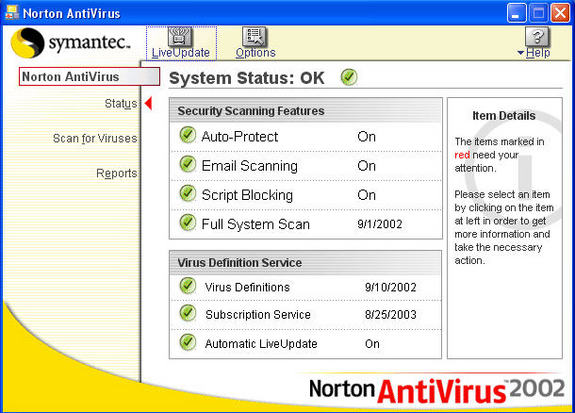 Norton AntiVirus
symantec™
LiveUpdate
Options
Help
Norton AntiVirus
Status
Scan for Viruses
Reports
System Status: OK
Security Scanning Features
Auto-Protect On
Email Scanning On
Script Blocking On
Full System Scan 9/1/2002
Virus Definition Service
Virus Definitions 9/10/2002
Subscription Service 8/25/2003
Automatic LiveUpdate On
Item Details
The items marked in
red need your
attention.
Please select an item
by clicking on the item
at left in order to get
more information and
take the necessary
action.
Norton AntiVirus™2002